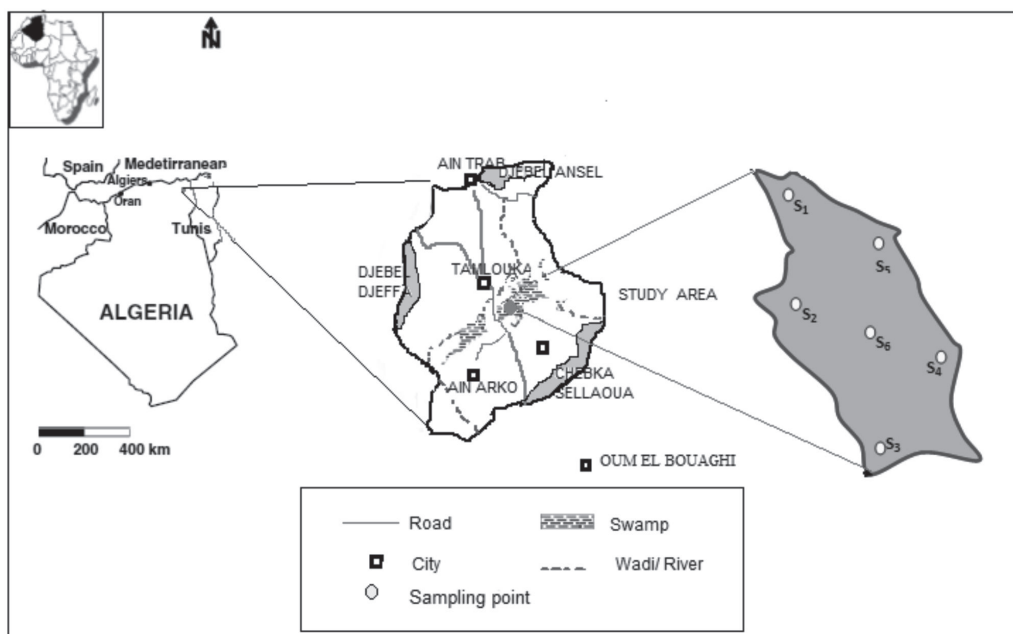 N
Spain
Medetirranean
Algiers
Oran
Morocco
Tunis
ALGERIA
0 200 400 km
AIN TRAB
DJEBEL ANSEL
DJEBEL
DJEFFA
TAMLOUKA
STUDY AREA
AIN ARKO
CHEBKA
SELLAOUA
OUM EL BOUAGHI
S1
S5
S2
S6
S4
S3
Road
Swamp
City
Wadi/ River
Sampling point